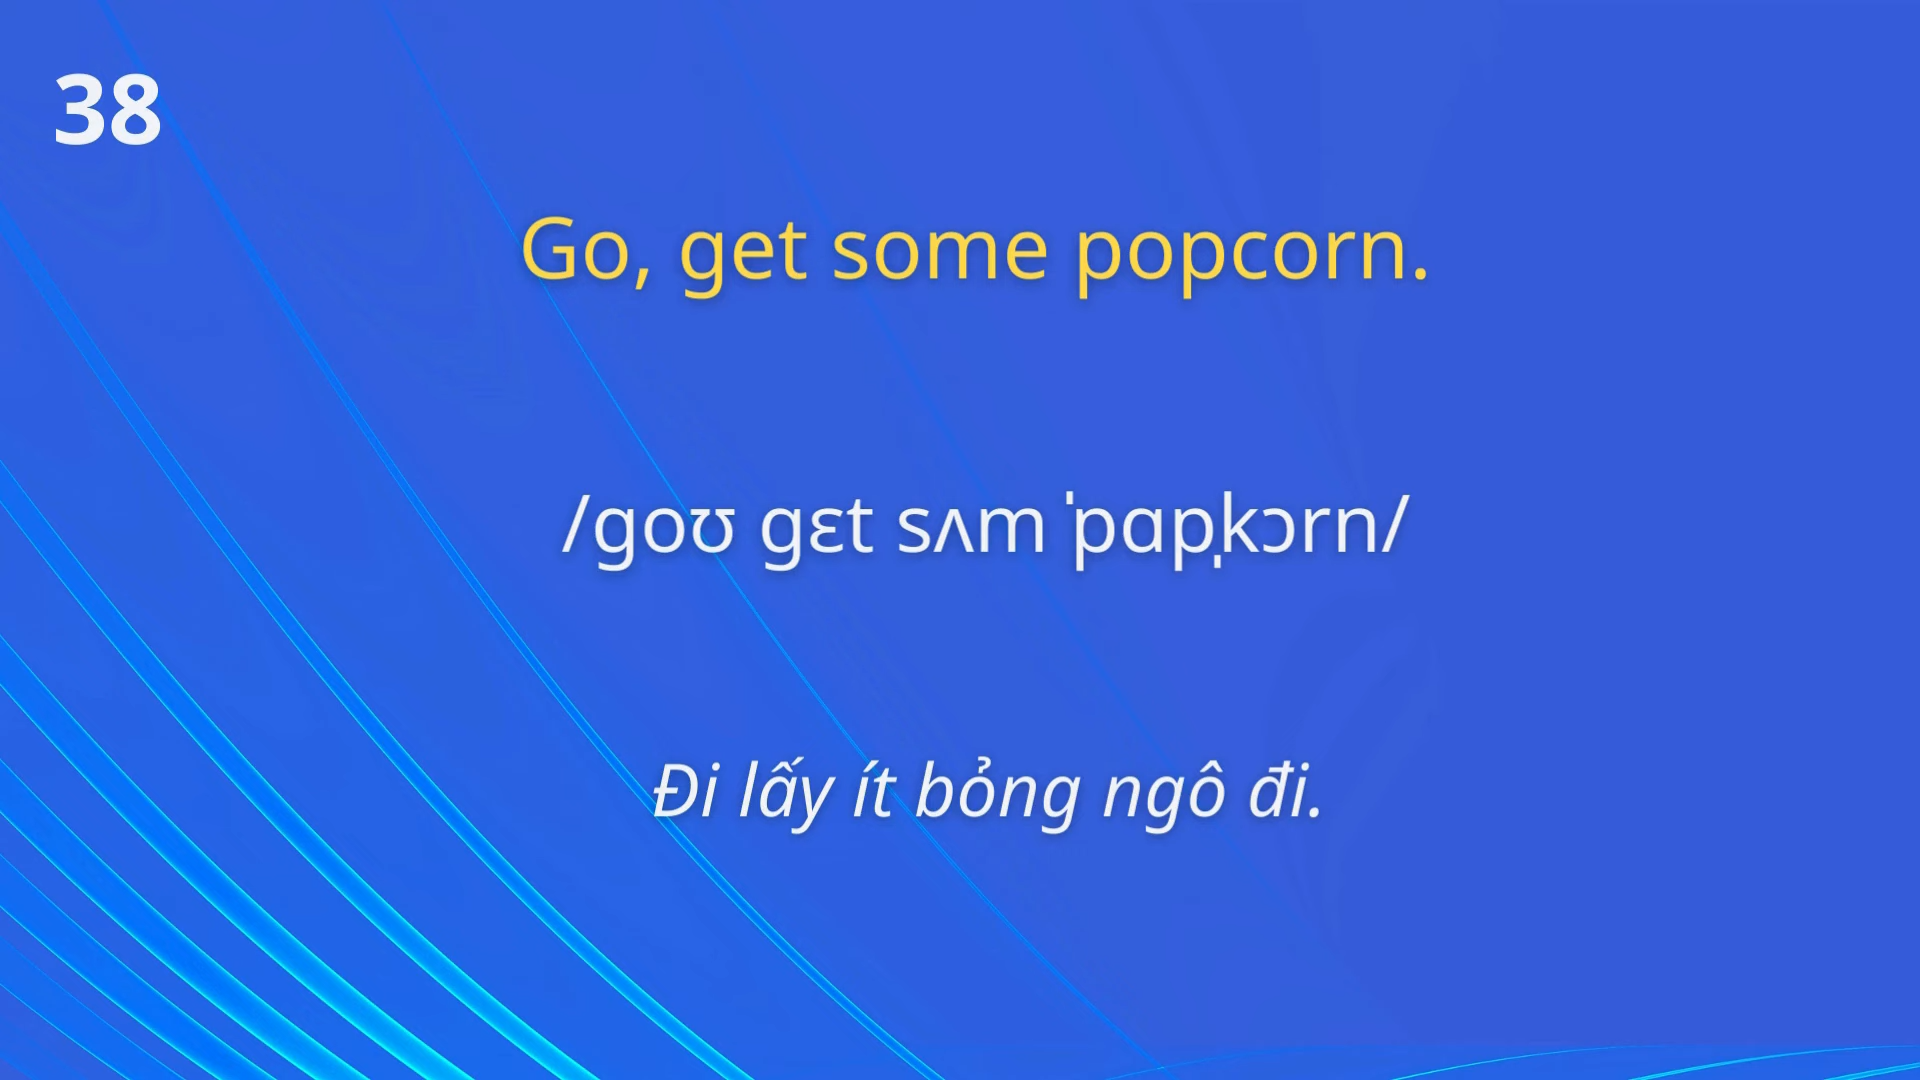 38
Go, get some popcorn.
/goʊ gɛt sʌm ˈpɑpˌkɔrn/
Đi lấy ít bỏng ngô đi.